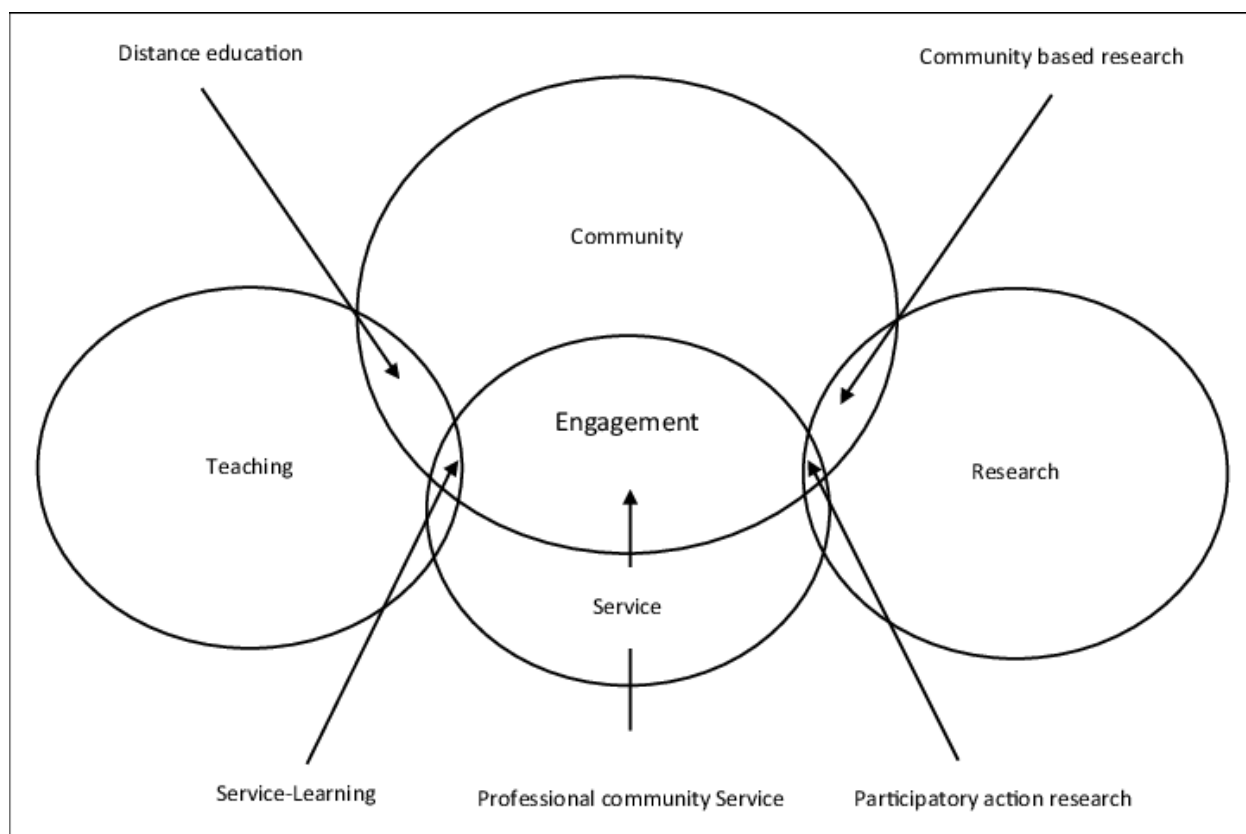 Distance education
Community based research
Community
Engagement
Teaching
Research
Service
Service-Learning
Professional community Service
Participatory action research